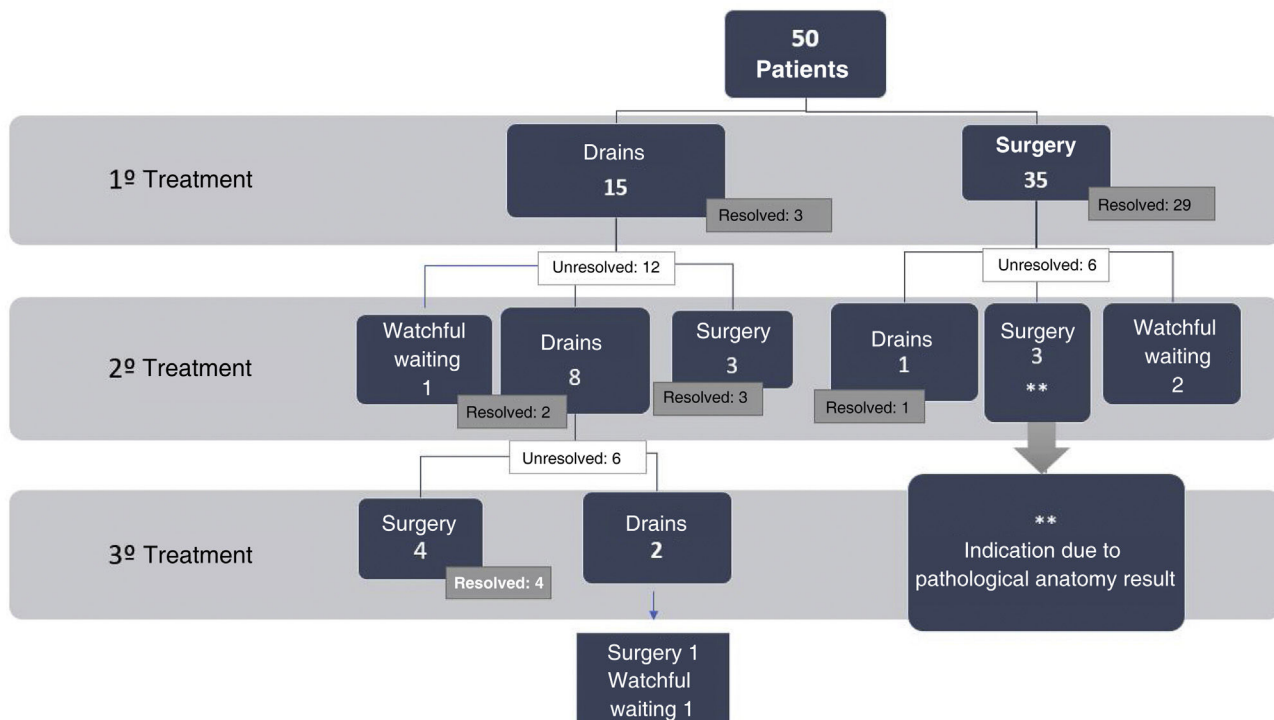 50
Patients
1º Treatment
Drains
15
Resolved: 3
Surgery
35
Resolved: 29
Unresolved: 12
Unresolved: 6
2º Treatment
Watchful
waiting
1
Drains
8
Resolved: 2
Surgery
3
Resolved: 3
Drains
1
Resolved: 1
Surgery
3
**
Watchful
waiting
2
Unresolved: 6
3º Treatment
Surgery
4
Resolved: 4
Drains
2
**
Indication due to
pathological anatomy result
Surgery 1
Watchful
waiting 1